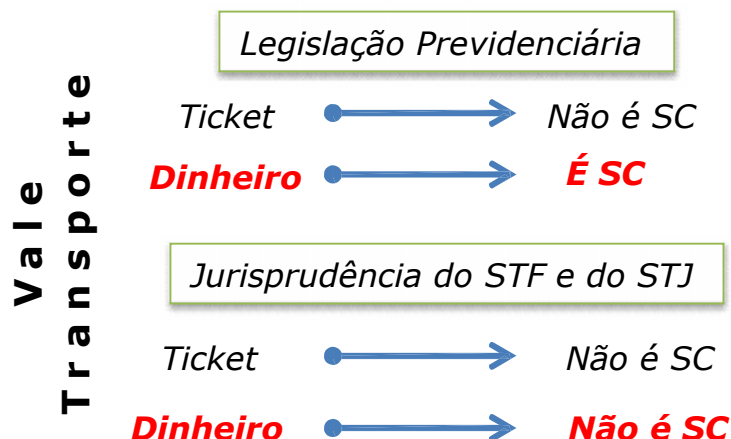 Vale
Transporte
Legislação Previdenciária
Ticket Não é SC
Dinheiro É SC
Jurisprudência do STF e do STJ
Ticket Não é SC
Dinheiro Não é SC